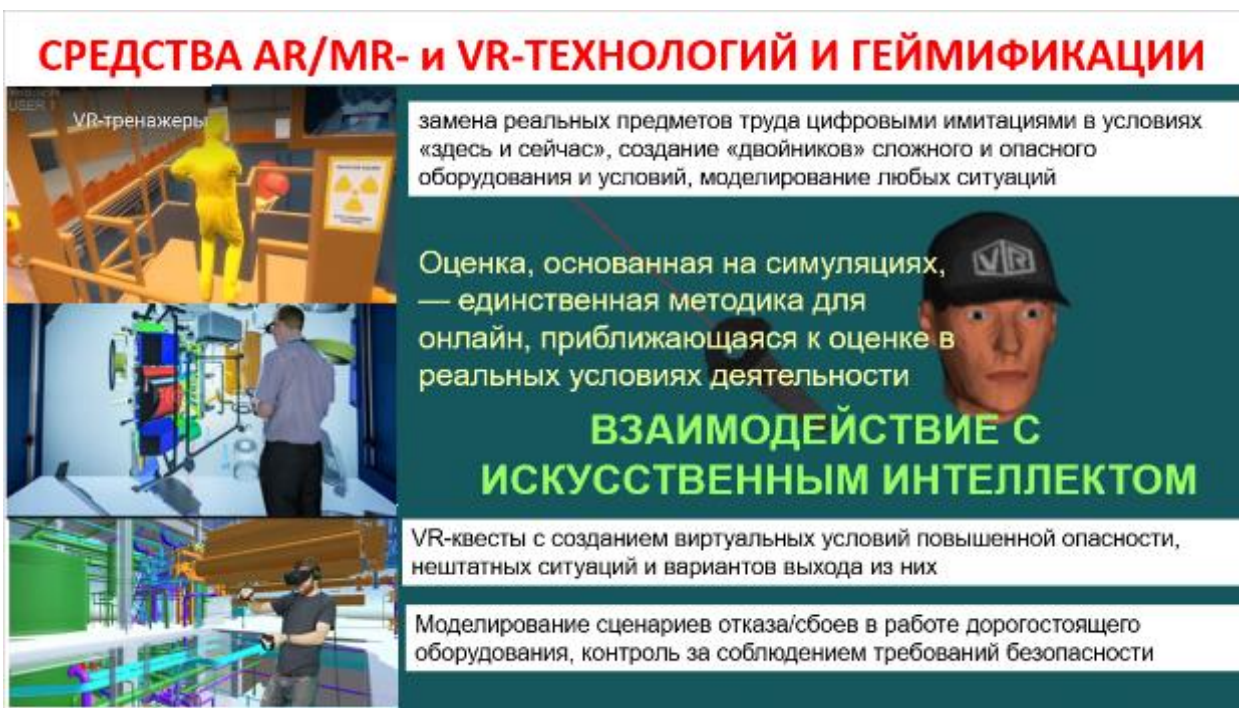 СРЕДСТВА AR/MR- и VR-ТЕХНОЛОГИЙ И ГЕЙМИФИКАЦИИ
USER 1
VR-тренажеры
замена реальных предметов труда цифровыми имитациями в условиях
«здесь и сейчас», создание «двойников» сложного и опасного
оборудования и условий, моделирование любых ситуаций
Оценка, основанная на симуляциях,
— единственная методика для
онлайн, приближающаяся к оценке в
реальных условиях деятельности
VR
ВЗАИМОДЕЙСТВИЕ С
ИСКУССТВЕННЫМ ИНТЕЛЛЕКТОМ
VR-квесты с созданием виртуальных условий повышенной опасности,
нештатных ситуаций и вариантов выхода из них
Моделирование сценариев отказа/сбоев в работе дорогостоящего
оборудования, контроль за соблюдением требований безопасности